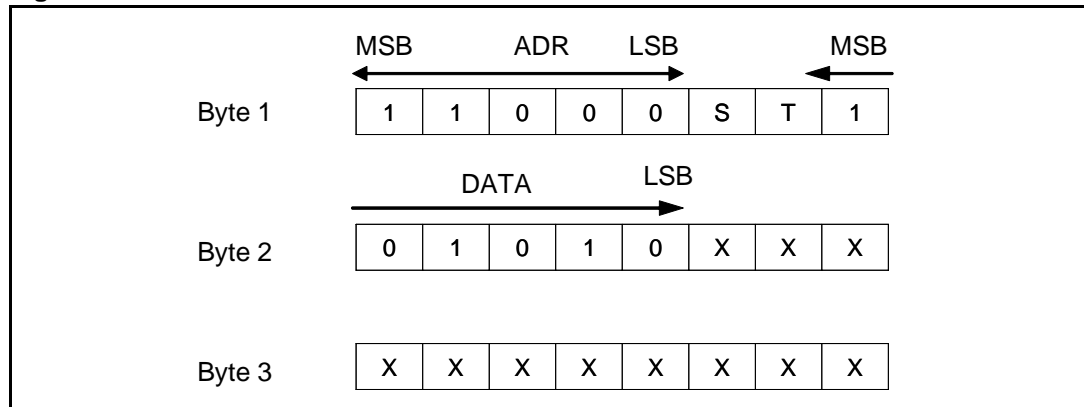 MSB ADR LSB MSB
Byte 1 1 1 0 0 0 S T 1
DATA LSB
Byte 2 0 1 0 1 0 X X X
Byte 3 X X X X X X X X